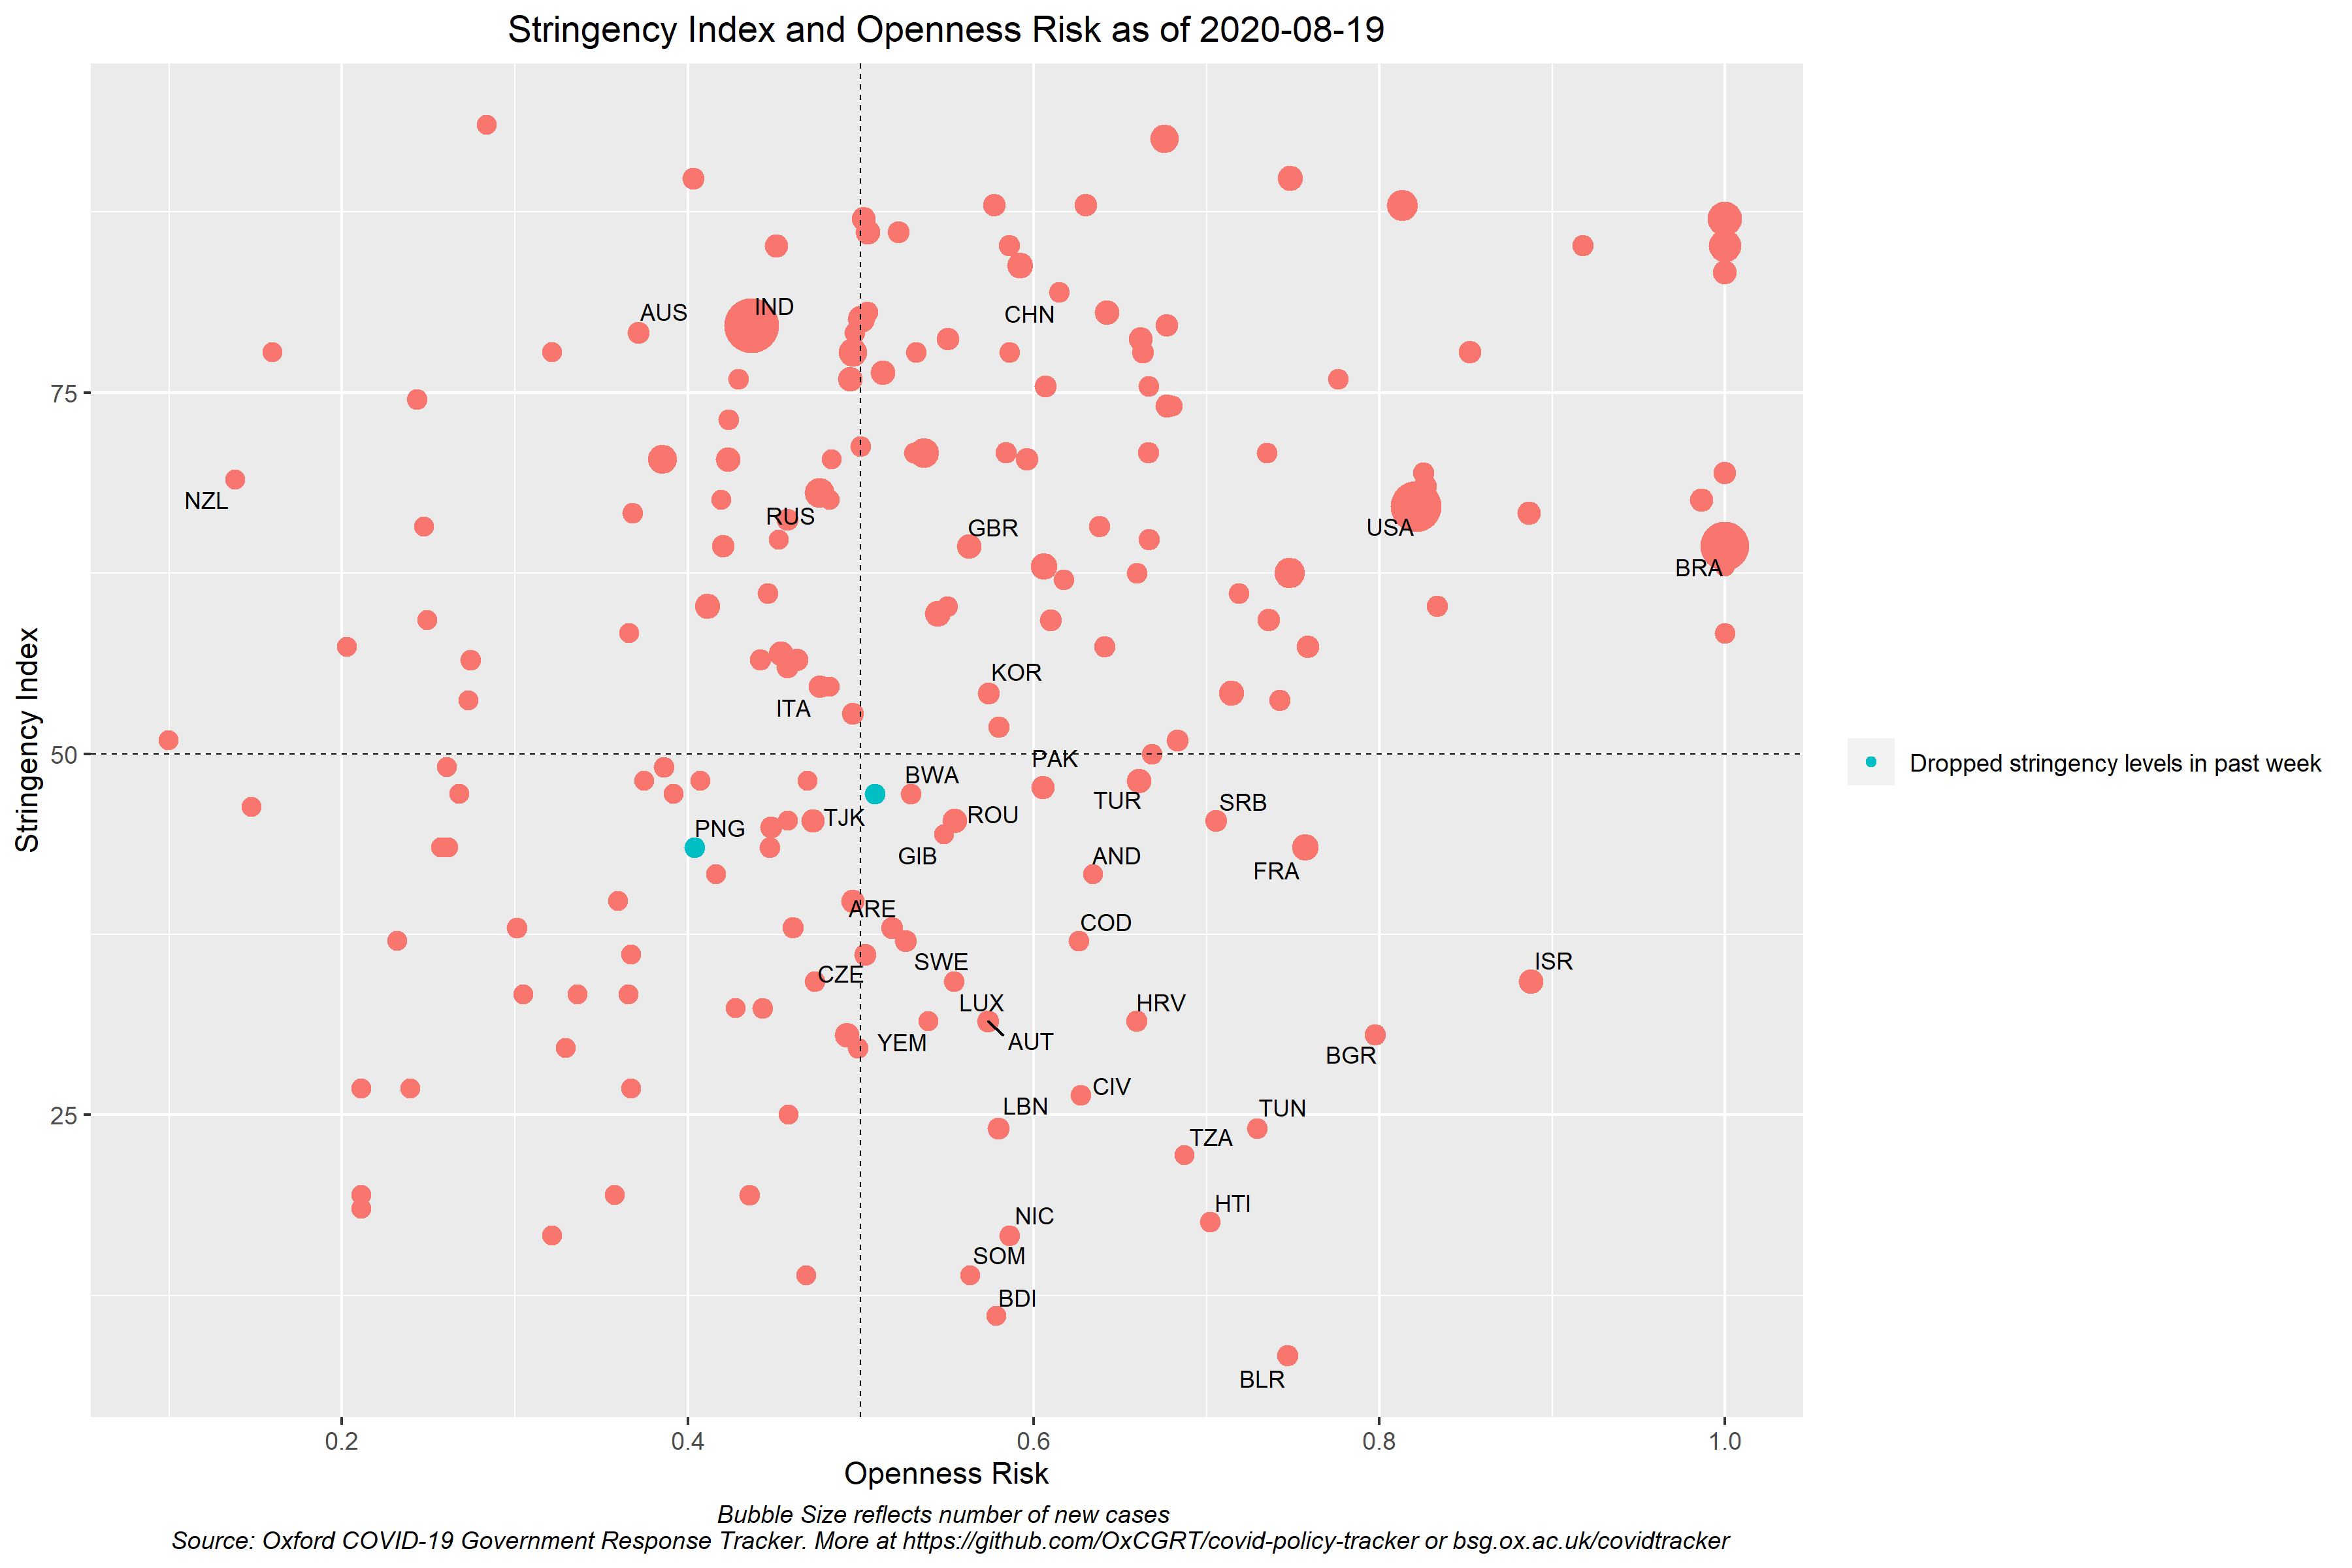 Stringency Index and Openness Risk as of 2020-08-19
Stringency Index
75
50
25
AUS
IND
CHN
NZL
RUS
GBR
USA
BRA
KOR
ITA
PAK
BWA
TUR
SRB
TJK
ROU
PNG
GIB
AND
FRA
ARE
COD
SWE
ISR
CZE
LUX
HRV
YEM
AUT
BGR
CIV
LBN
TUN
TZA
HTI
NIC
SOM
BDI
BLR
Dropped stringency levels in past week
0.2 0.4 0.6 0.8 1.0
Openness Risk
Bubble Size reflects number of new cases
Source: Oxford COVID-19 Government Response Tracker. More at https://github.com/OxCGRT/covid-policy-tracker or bsg.ox.ac.uk/covidtracker